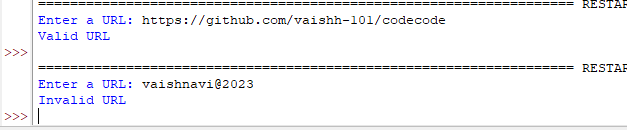 ======================================================================= RESTAR
Enter a URL: https://github.com/vaishh-101/codecode
Valid URL
>>>
======================================================================= RESTAR
Enter a URL: vaishnavi@2023
Invalid URL
>>>